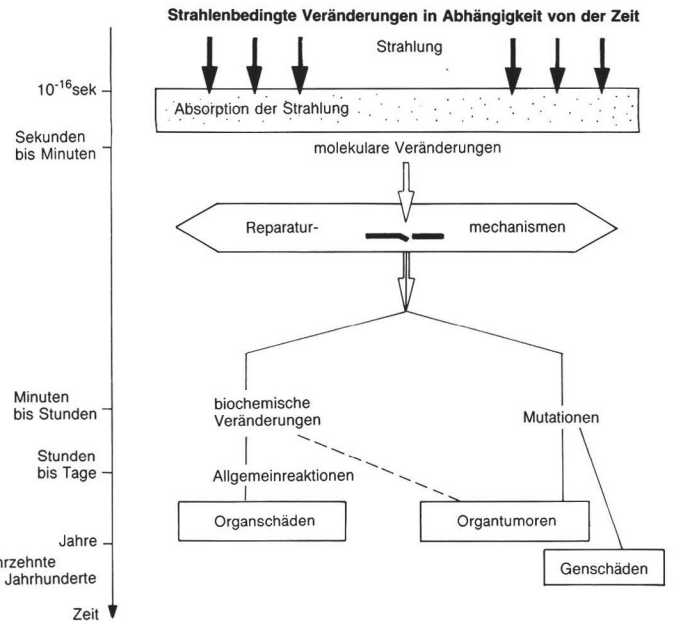 Strahlenbedingte Veränderungen in Abhängigkeit von der Zeit
Strahlung
10-16sek
Absorption der Strahlung
Sekunden
bis Minuten
molekulare Veränderungen
Reparatur- mechanismen
Minuten
bis Stunden
biochemische
Veränderungen
Mutationen
Stunden
bis Tage
Allgemeinreaktionen
Organschäden
Organtumoren
Jahre
Genschäden
Jahrhunderte
Zeit